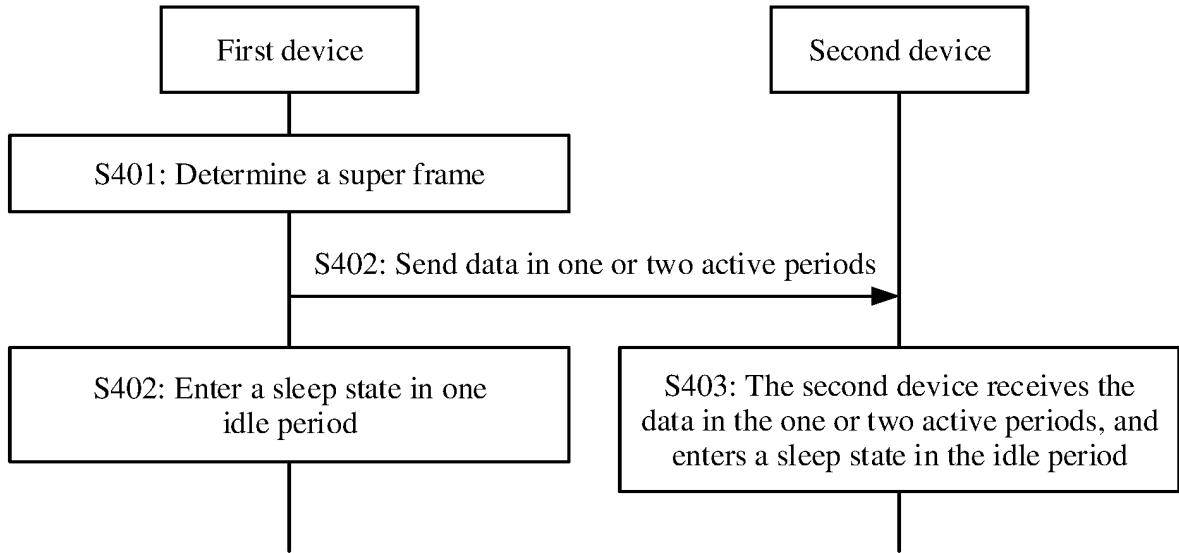 First device
Second device
S401: Determine a super frame
S402: Send data in one or two active periods
S402: Enter a sleep state in one
idle period
S403: The second device receives the
data in the one or two active periods, and
enters a sleep state in the idle period